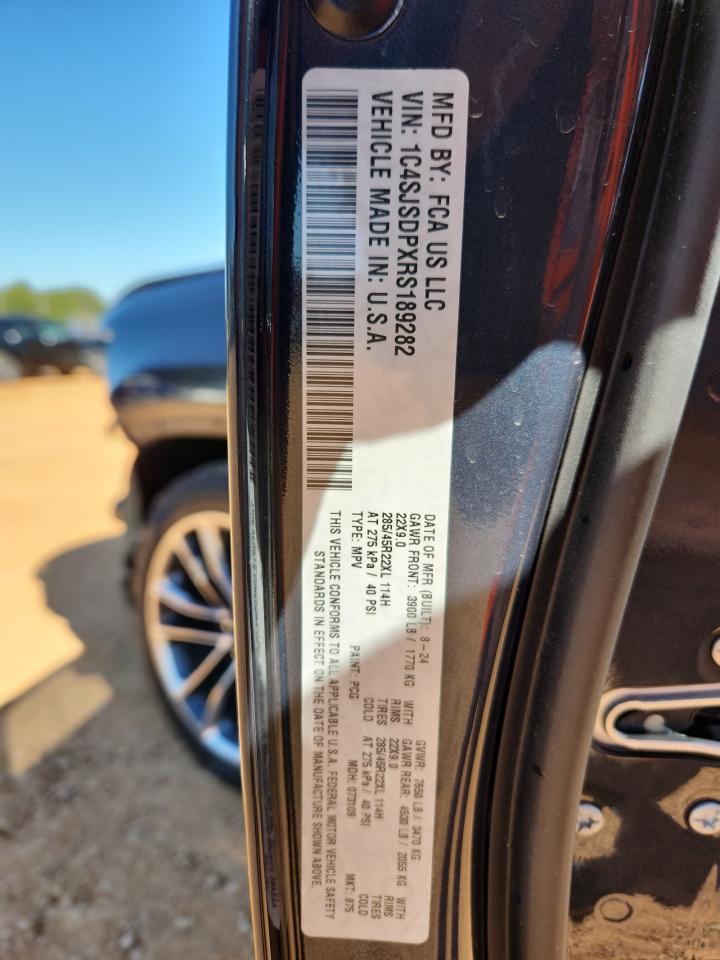 MFD BY: FCA US LLC
VIN: 1C4SJSDPXRS189282
VEHICLE MADE IN: U.S.A.
DATE OF MFR (BUILT): 8-24 GVWR: 7650 LB / 3470 KG
GAWR FRONT: 3900 LB / 1770 KG WITH GAWR REAR: 4530 LB / 2055 KG WITH
22X9.0 RIMS 22X9.0 RIMS
285/45R22XL 114H TIRES 285/45R22XL 114H TIRES
AT 275 kPa / 40 PSI COLD AT 275 kPa / 40 PSI COLD
TYPE: MPV PAINT: PCG MDH: 073109 MKT: 875
THIS VEHICLE CONFORMS TO ALL APPLICABLE U.S.A. FEDERAL MOTOR VEHICLE SAFETY
STANDARDS IN EFFECT ON THE DATE OF MANUFACTURE SHOWN ABOVE.